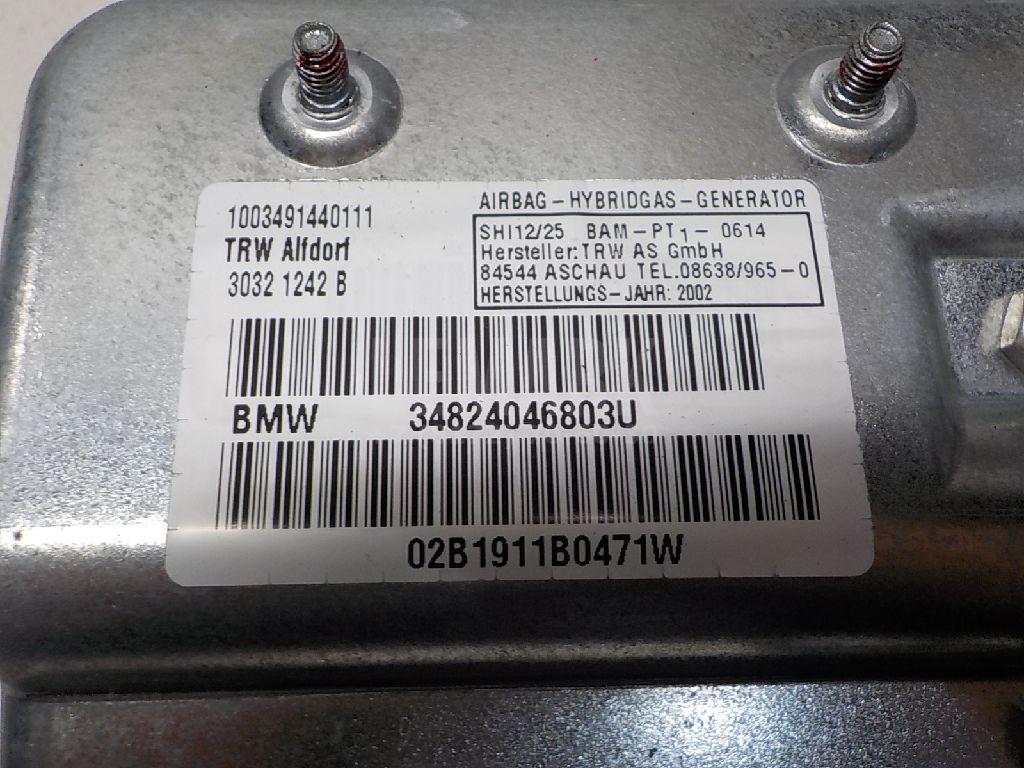 1003491440111
TRW Alfdorf
3032 1242 B
AIRBAG-HYBRIDGAS-GENERATOR
SHI12/25 BAM-PT1-0614
Hersteller:TRW AS GmbH
84544 ASCHAU TEL.08638/965-0
HERSTELLUNGS-JAHR: 2002
BMW 34824046803U
02B1911B0471W